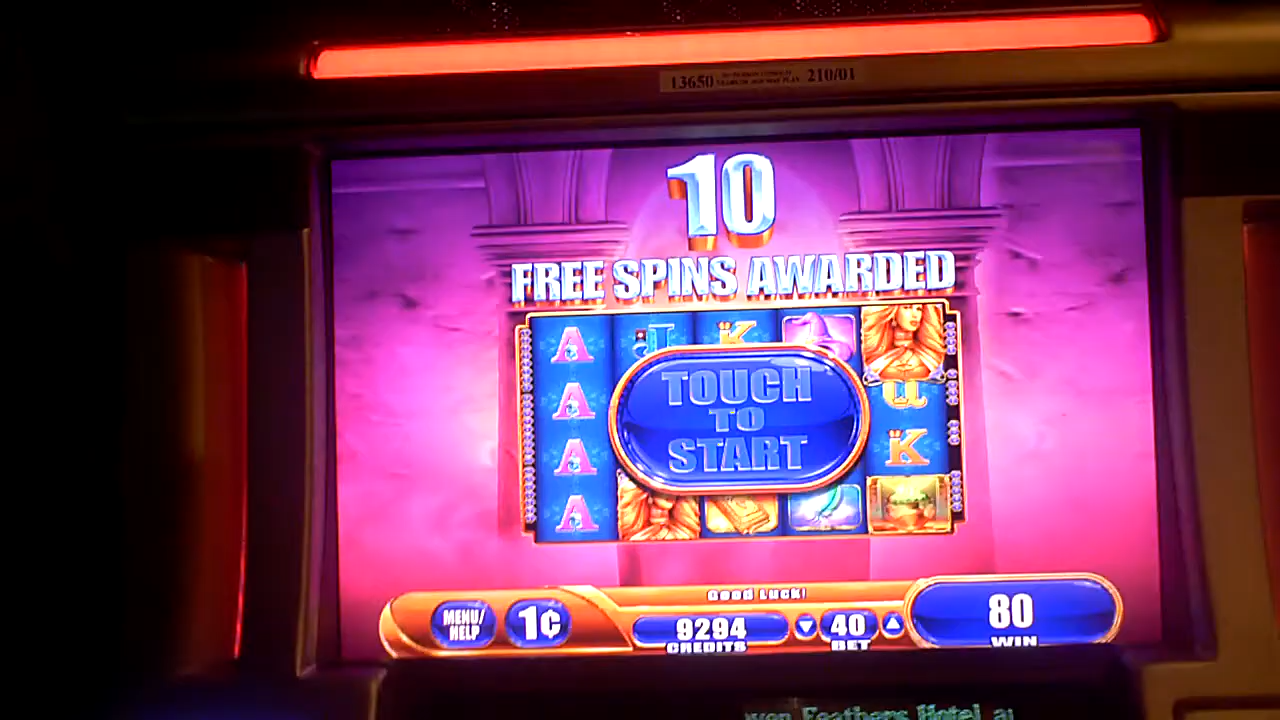 13650
210/01
10
FREE SPINS AWARDED
A J K
TOUCH
TO
START
A
A
A
K
Good Luck!
MENU/
HELP
1¢
9294
CREDITS
40
BET
80
WIN
Feathers Hotel